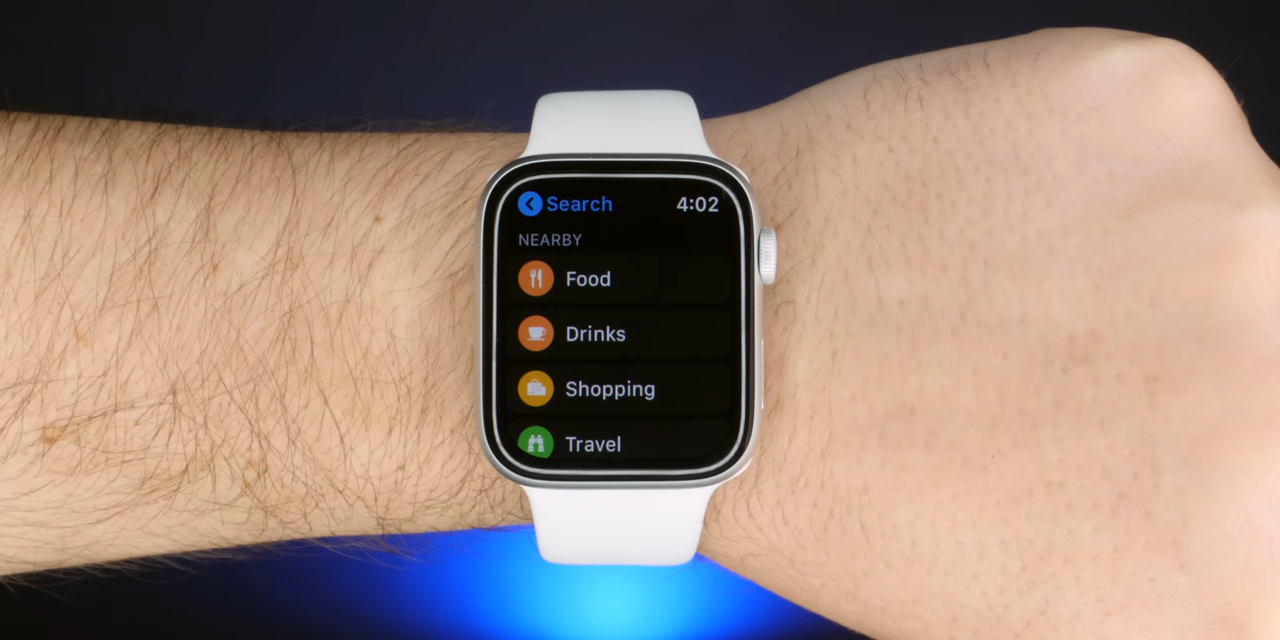 Search 4:02
NEARBY
Food
Drinks
Shopping
Travel